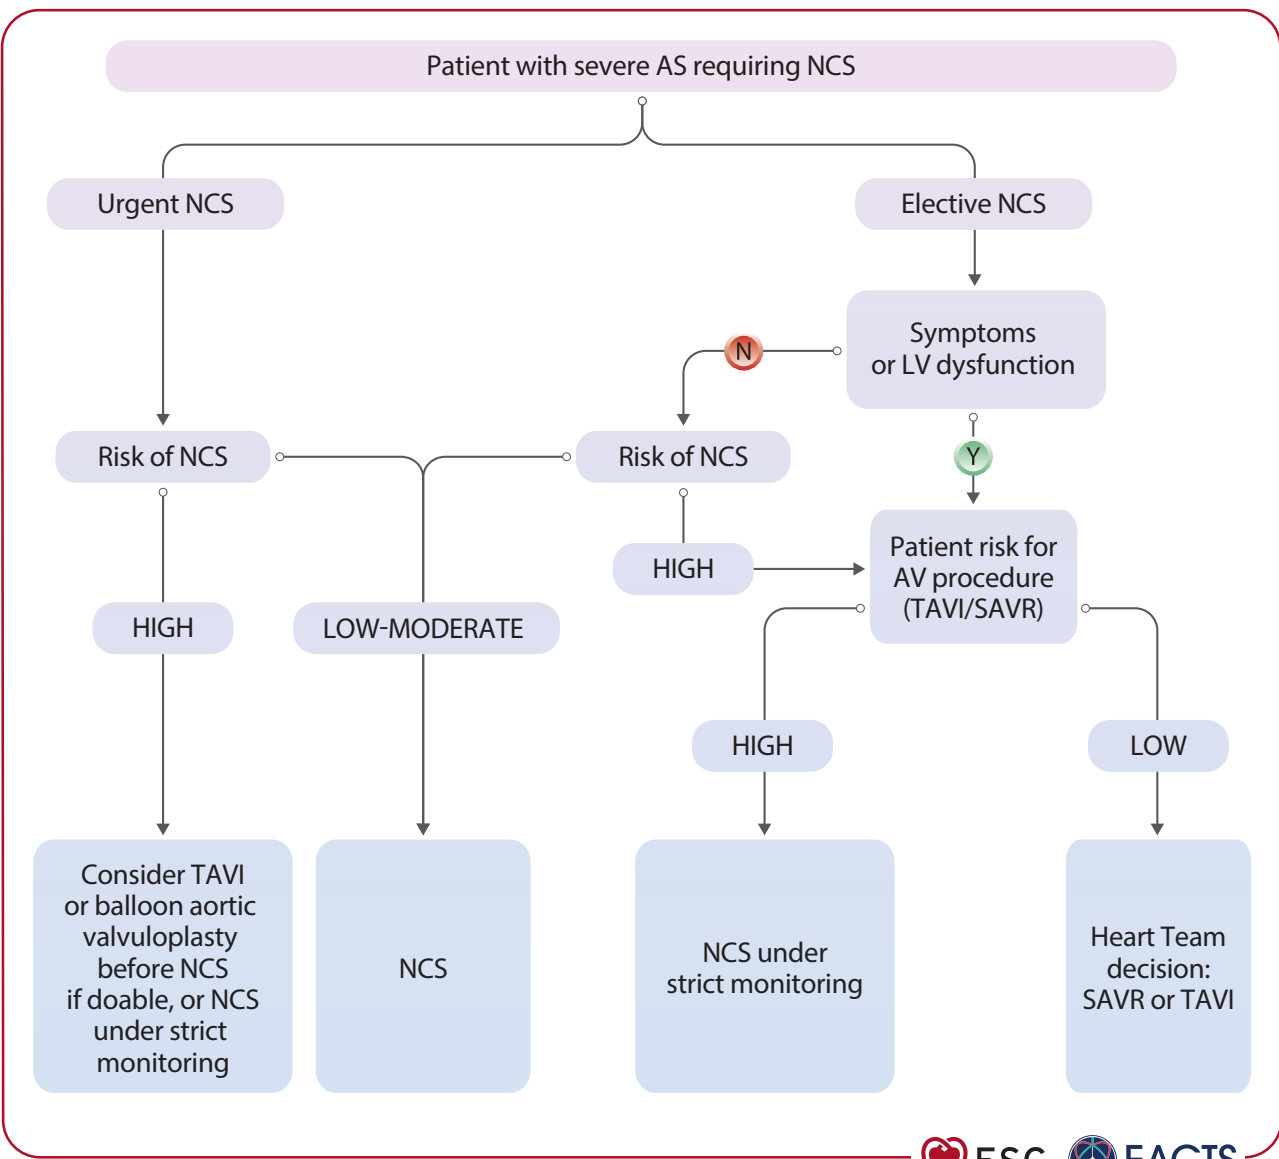 Patient with severe AS requiring NCS
Urgent NCS
Elective NCS
Symptoms
or LV dysfunction
N
Y
Risk of NCS
Risk of NCS
HIGH
Patient risk for
AV procedure
(TAVI/SAVR)
HIGH
LOW-MODERATE
HIGH
LOW
Consider TAVI
or balloon aortic
valvuloplasty
before NCS
if doable, or NCS
under strict
monitoring
NCS
NCS under
strict monitoring
Heart Team
decision:
SAVR or TAVI
ESC
EACTS